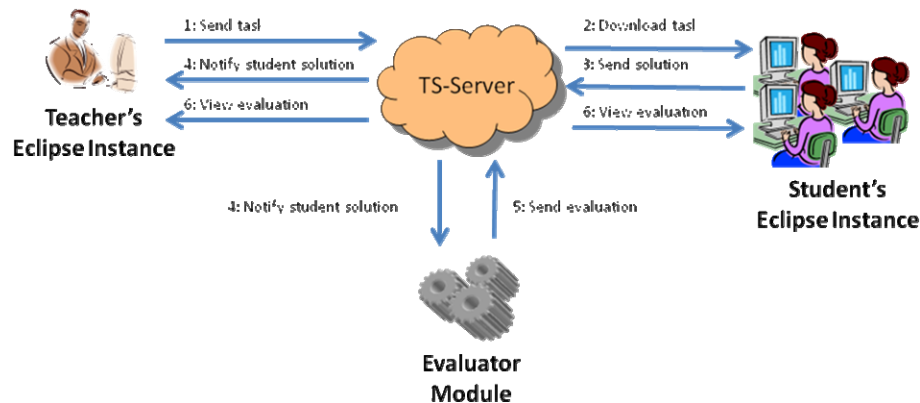 1: Send task
4: Notify student solution
6: View evaluation
Teacher's
Eclipse Instance
TS-Server
2: Download task
3: Send solution
6: View evaluation
Student's
Eclipse Instance
4: Notify student solution
5: Send evaluation
Evaluator
Module